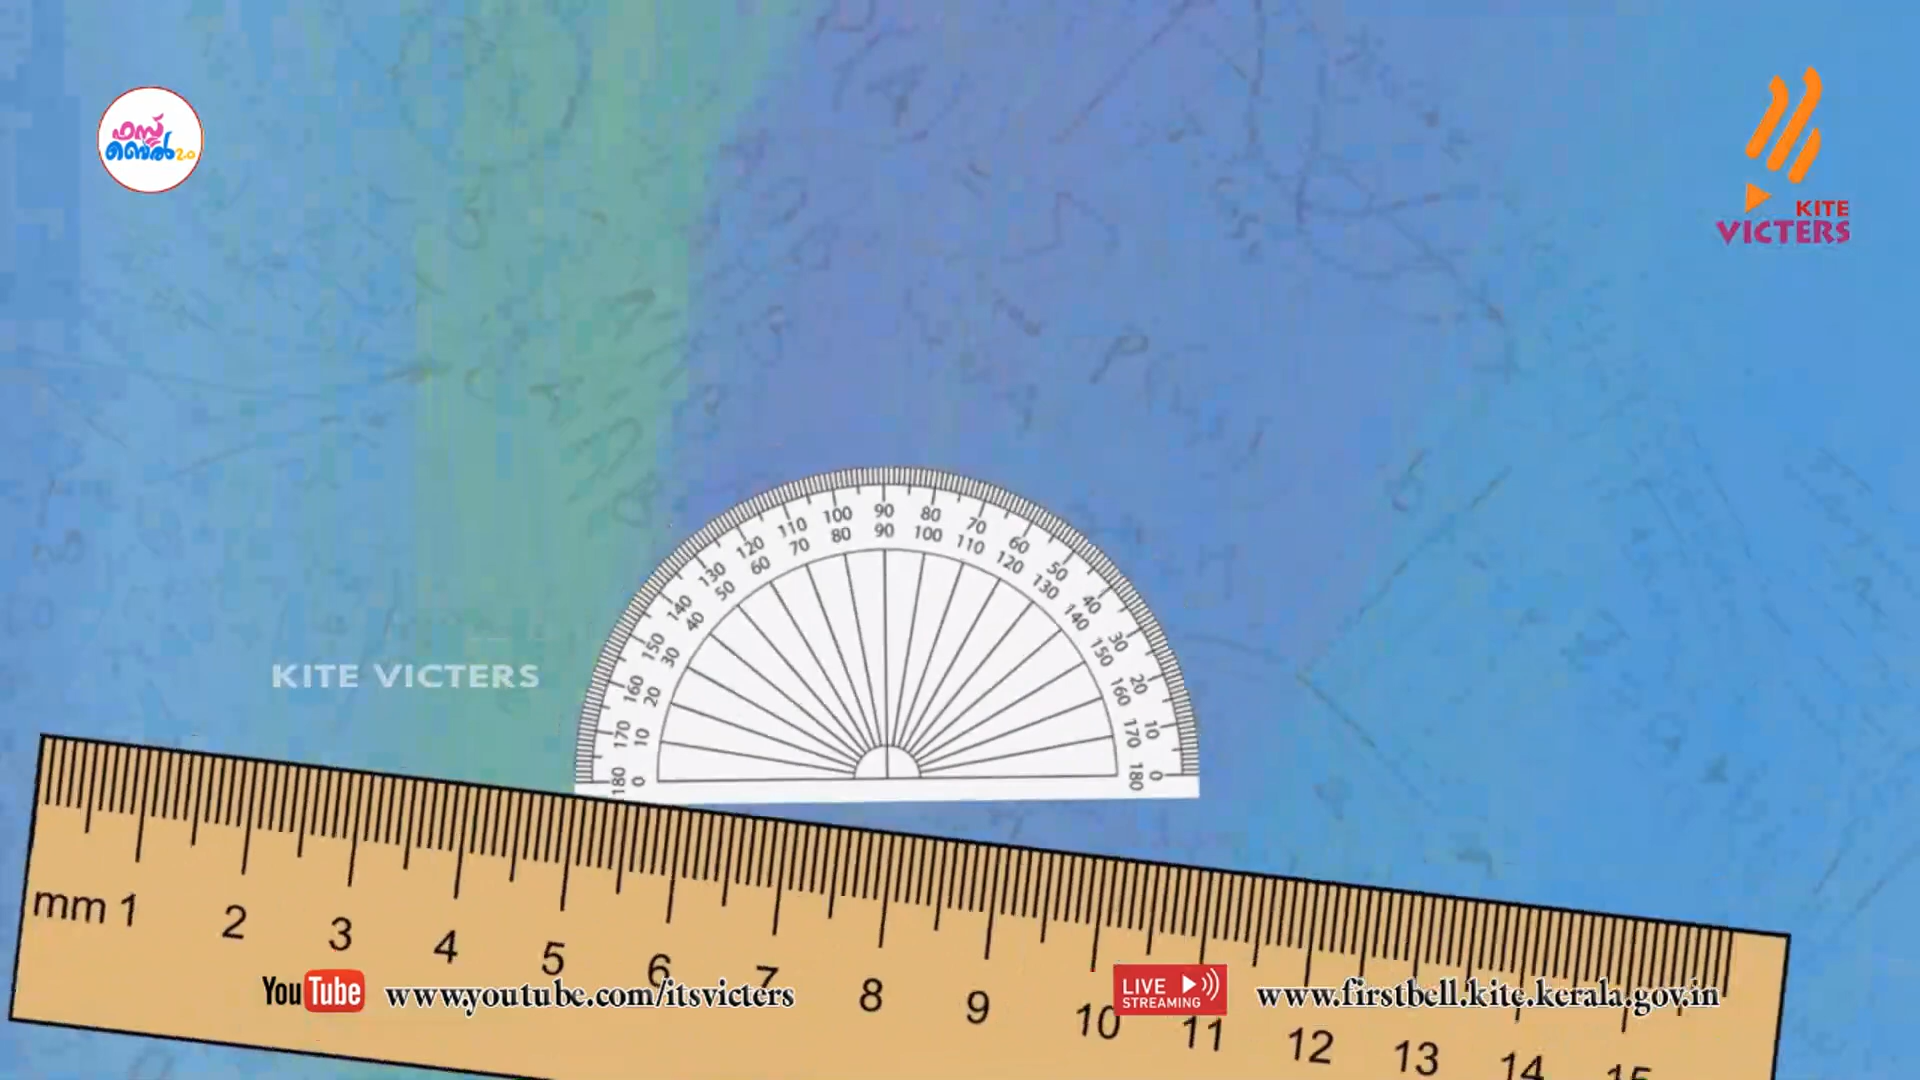 ഫസ്റ്റ്
ബെൽ 2.0
KITE
VICTERS
90
100 80
110 70
120 60
130 50
140 40
150 30
160 20
170 10
180 0
90
80 100
70 110
60 120
50 130
40 140
30 150
20 160
10 170
0 180
KITE VICTERS
mm 1 2 3 4 5 6 7 8 9 10 11 12 13 14 15
YouTube www.youtube.com/itsvicters
LIVE
STREAMING
www.firstbell.kite.kerala.gov.in